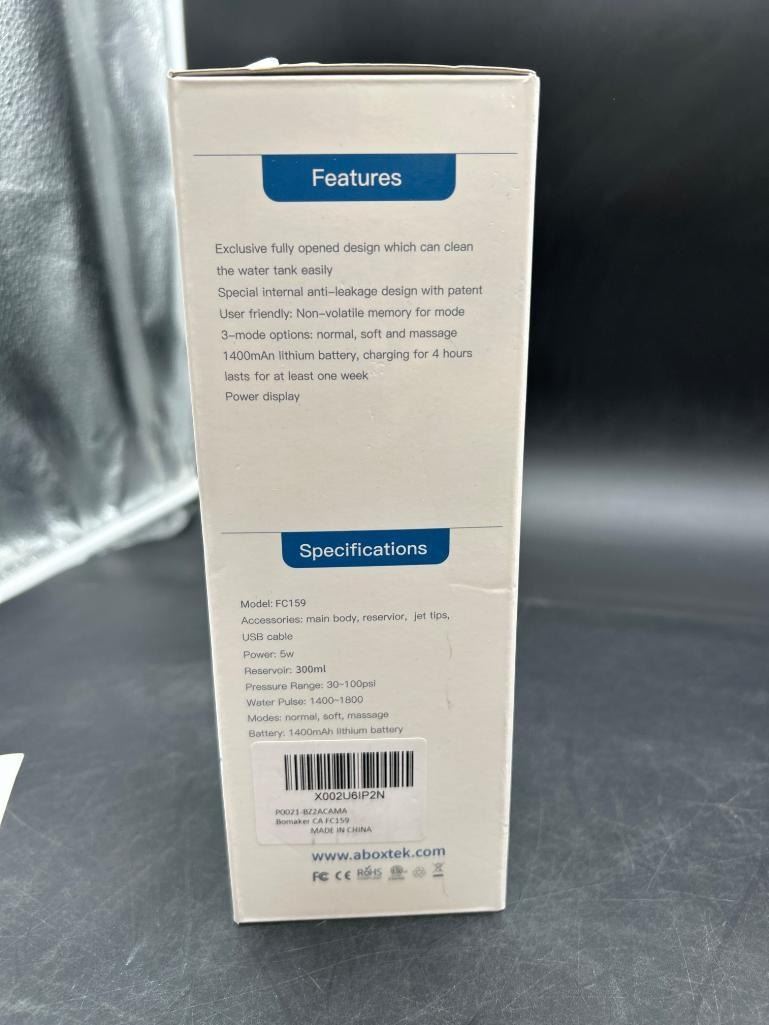 Features
Exclusive fully opened design which can clean
the water tank easily
Special internal anti-leakage design with patent
User friendly: Non-volatile memory for mode
3-mode options: normal, soft and massage
1400mAn lithium battery, charging for 4 hours
lasts for at least one week
Power display
Specifications
Model: FC159
Accessories: main body, reservior, jet tips,
USB cable
Power: 5w
Reservoir: 300ml
Pressure Range: 30~100psi
Water Pulse: 1400~1800
Modes: normal, soft, massage
Battery: 1400mAh lithium battery
X002U6IP2N
P0021-BZ2ACAMA
Bomaker CA FC159
MADE IN CHINA
www.aboxtek.com
FC CE RoHS